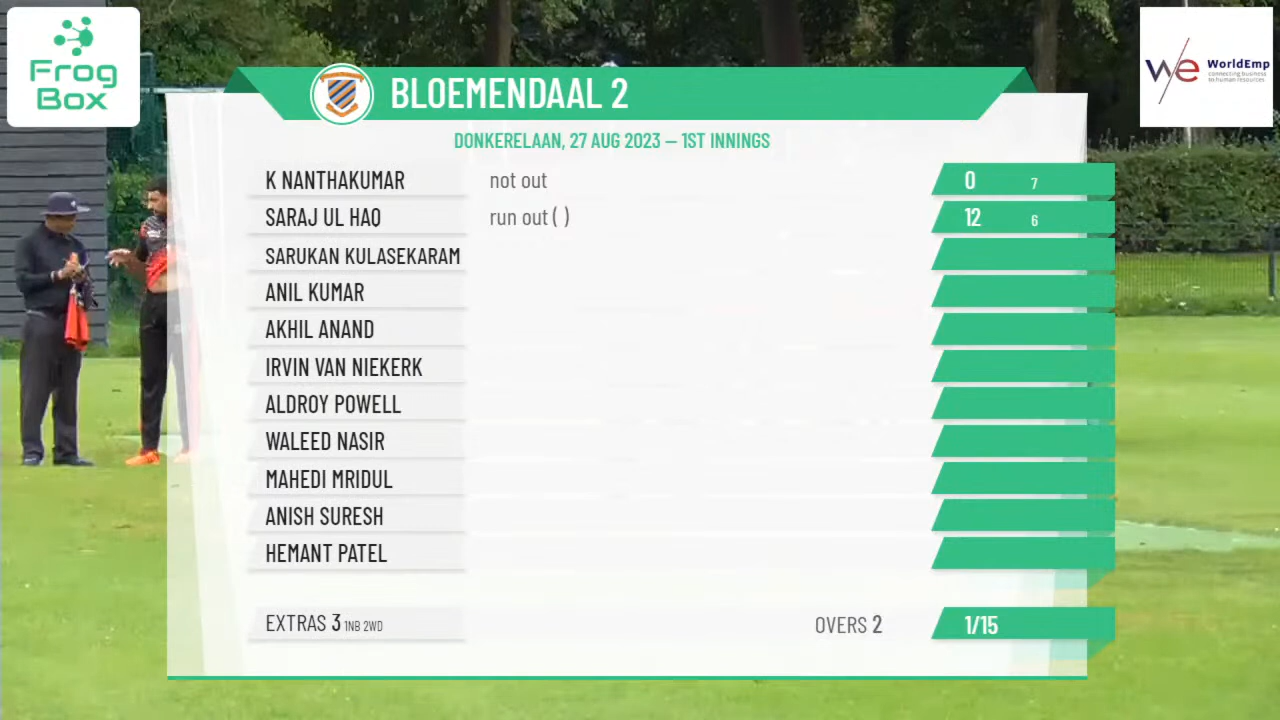 Frog
Box
We WorldEmp
connecting business
to human resources
BLOEMENDAAL 2
DONKERELAAN, 27 AUG 2023 – 1ST INNINGS
K NANTHAKUMAR not out 0 7
SARAJ UL HAQ run out ( ) 12 6
SARUKAN KULASEKARAM
ANIL KUMAR
AKHIL ANAND
IRVIN VAN NIEKERK
ALDROY POWELL
WALEED NASIR
MAHEDI MRIDUL
ANISH SURESH
HEMANT PATEL
EXTRAS 3 1NB 2WD OVERS 2 1/15